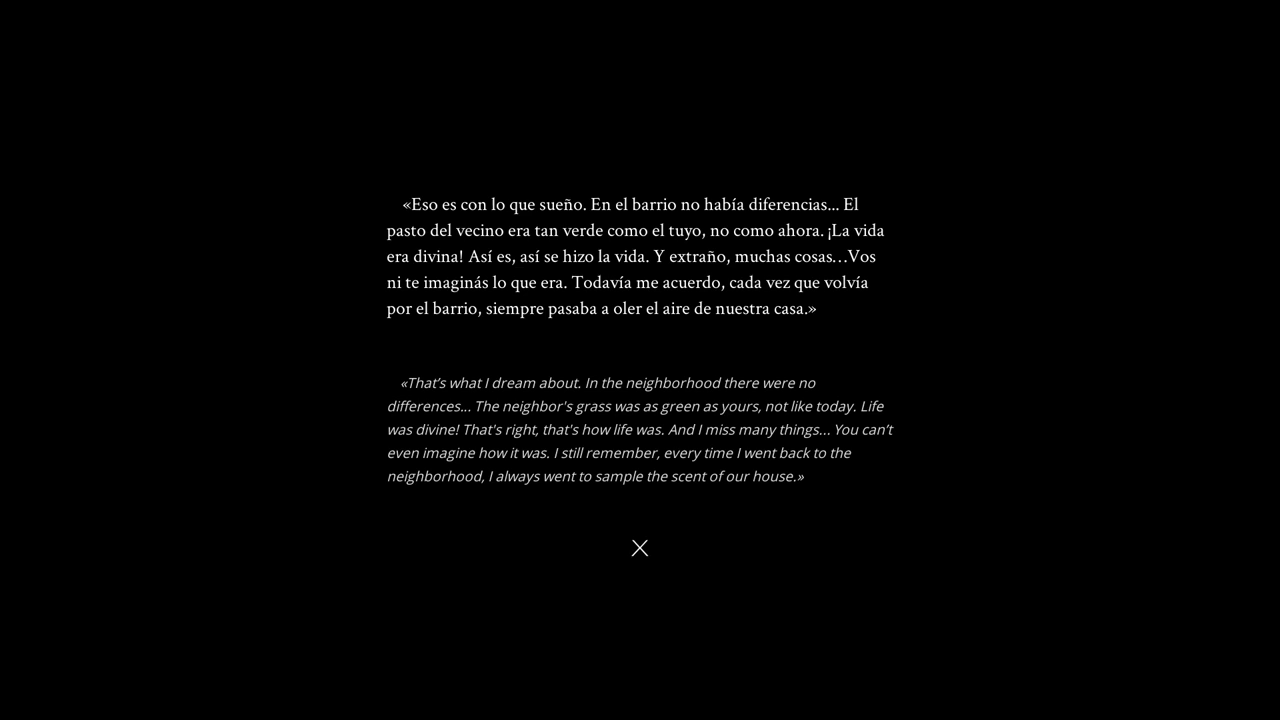 «Eso es con lo que sueño. En el barrio no había diferencias... El
pasto del vecino era tan verde como el tuyo, no como ahora. ¡La vida
era divina! Así es, así se hizo la vida. Y extraño, muchas cosas…Vos
ni te imaginás lo que era. Todavía me acuerdo, cada vez que volvía
por el barrio, siempre pasaba a oler el aire de nuestra casa.»
«That’s what I dream about. In the neighborhood there were no
differences... The neighbor's grass was as green as yours, not like today. Life
was divine! That's right, that's how life was. And I miss many things... You can’t
even imagine how it was. I still remember, every time I went back to the
neighborhood, I always went to sample the scent of our house.»